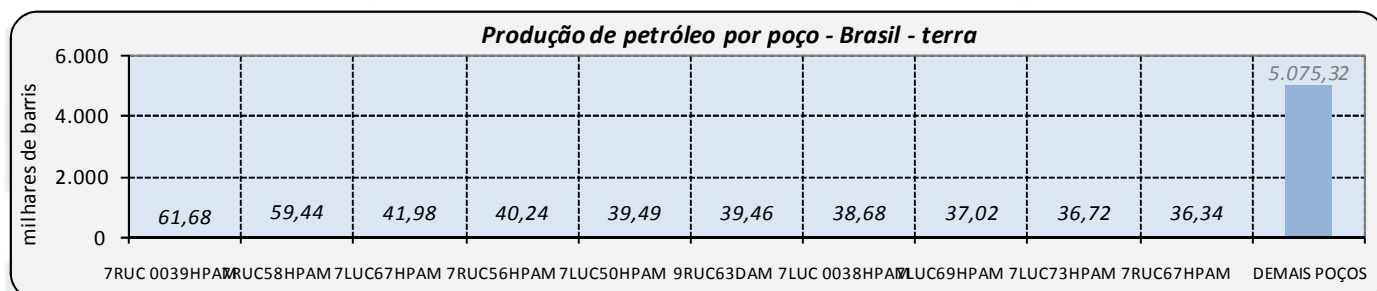 Produção de petróleo por poço - Brasil - terra
milhares de barris
6.000
4.000
2.000
0
61,68 59,44 41,98 40,24 39,49 39,46 38,68 37,02 36,72 36,34 5.075,32
7RUC 0039HPAM 7RUC58HPAM 7LUC67HPAM 7RUC56HPAM 7LUC50HPAM 9RUC63DAM 7LUC 0038HPAM 7LUC69HPAM 7LUC73HPAM 7RUC67HPAM DEMAIS POÇOS